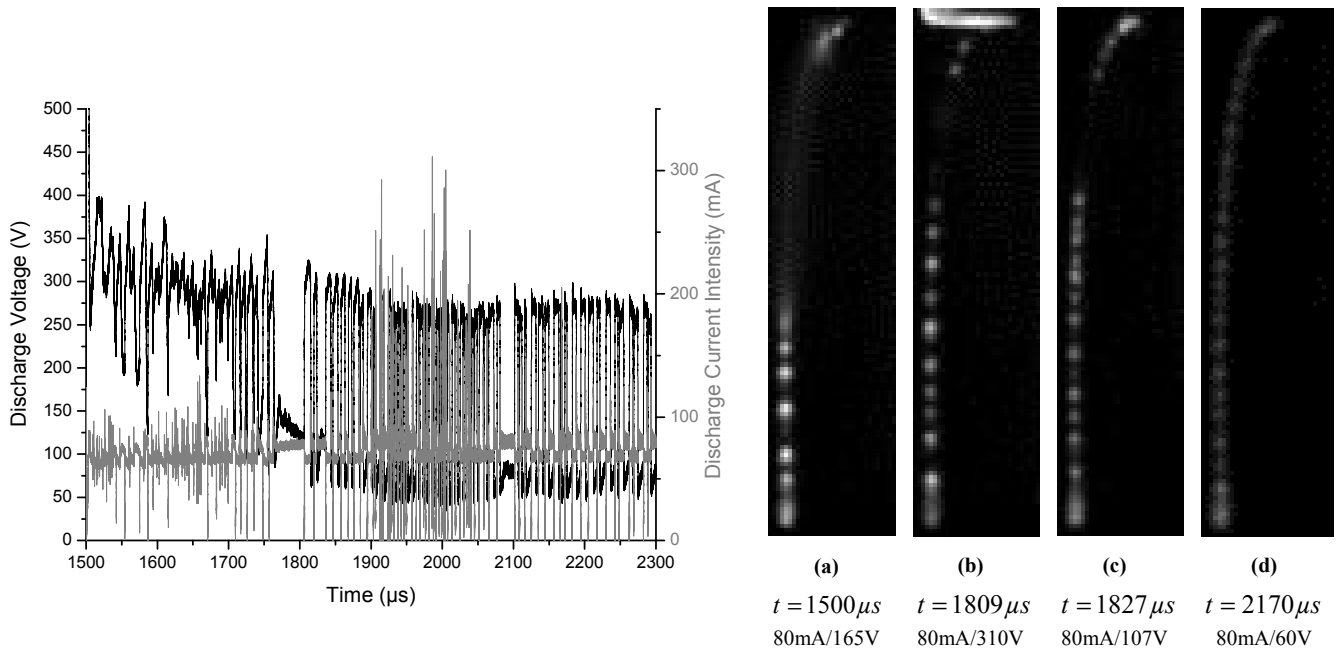 500
450
400
350
300
250
200
150
100
50
0
Discharge Voltage (V)
1500 1600 1700 1800 1900 2000 2100 2200 2300
Time (µs)
300
200
100
0
Discharge Current Intensity (mA)
(a) (b) (c) (d)
t = 1500µs t = 1809µs t = 1827µs t = 2170µs
80mA/165V 80mA/310V 80mA/107V 80mA/60V